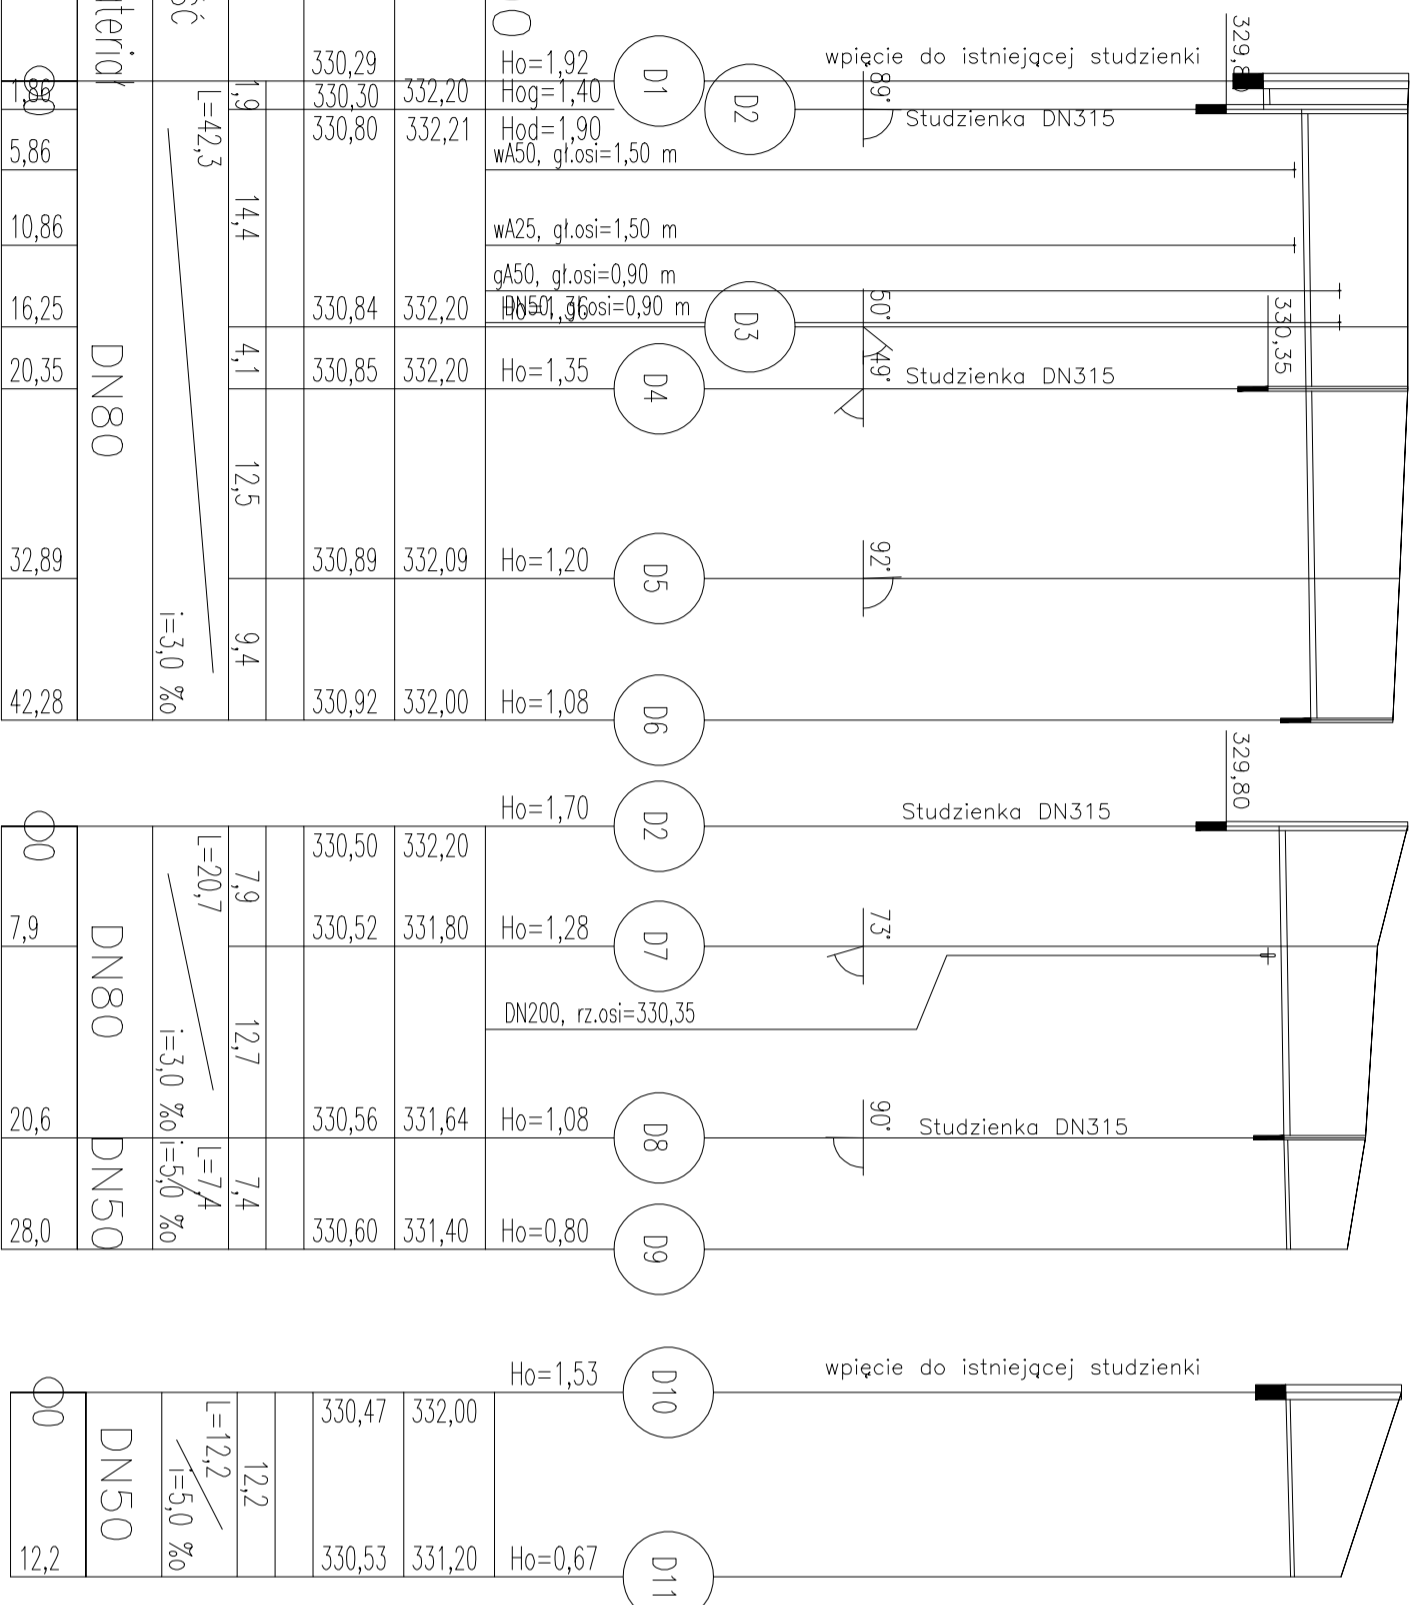 ść
teriał
O
330,29
Ho=1,92
D1
wpięcie do istniejącej studzienki
1,86
1,9
330,30
332,20
Hog=1,40
D2
89°
L=42,3
330,80
332,21
Hod=1,90
Studzienka DN315
5,86
wA50, gł.osi=1,50 m
14,4
10,86
wA25, gł.osi=1,50 m
gA50, gł.osi=0,90 m
DN50, gł.osi=0,90 m
16,25
330,84
332,20
Ho=1,36
D3
50°
330,35
20,35
DN80
4,1
330,85
332,20
Ho=1,35
D4
49°
Studzienka DN315
12,5
32,89
330,89
332,09
Ho=1,20
D5
92°
i=3,0 ‰
9,4
42,28
330,92
332,00
Ho=1,08
D6
329,80
Ho=1,70
D2
Studzienka DN315
0
L=20,7
7,9
330,50
332,20
7,9
330,52
331,80
Ho=1,28
D7
73°
DN80
DN200, rz.osi=330,35
i=3,0 ‰
12,7
20,6
330,56
331,64
Ho=1,08
D8
90°
Studzienka DN315
DN50
i=5,0 ‰
L=7,4
7,4
28,0
330,60
331,40
Ho=0,80
D9
Ho=1,53
D10
wpięcie do istniejącej studzienki
0
L=12,2
330,47
332,00
DN50
i=5,0 ‰
12,2
12,2
330,53
331,20
Ho=0,67
D11